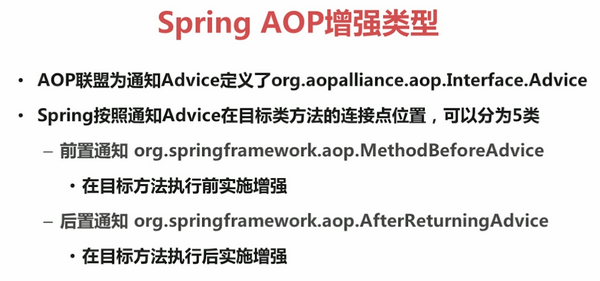 Spring AOP增强类型
• AOP联盟为通知Advice定义了org.aopalliance.aop.Interface.Advice
• Spring按照通知Advice在目标类方法的连接点位置，可以分为5类
– 前置通知 org.springframework.aop.MethodBeforeAdvice
• 在目标方法执行前实施增强
– 后置通知 org.springframework.aop.AfterReturningAdvice
• 在目标方法执行后实施增强